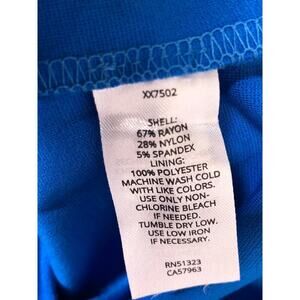 XX7502
SHELL:
67% RAYON
28% NYLON
5% SPANDEX
LINING:
100% POLYESTER
MACHINE WASH COLD
WITH LIKE COLORS.
USE ONLY NON-
CHLORINE BLEACH
IF NEEDED.
TUMBLE DRY LOW.
USE LOW IRON
IF NECESSARY.
RN51323
CA57963